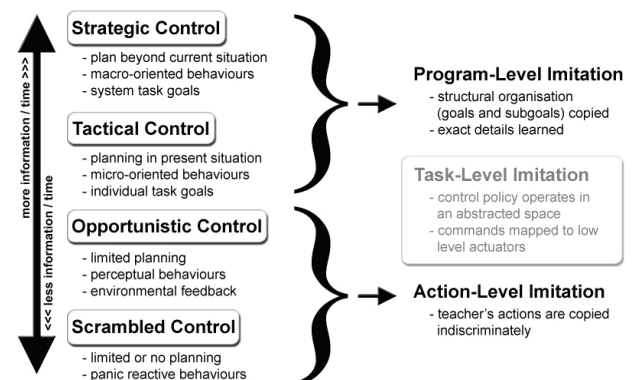 more information / time >>>
<<< less information / time
Strategic Control
- plan beyond current situation
- macro-oriented behaviours
- system task goals
Tactical Control
- planning in present situation
- micro-oriented behaviours
- individual task goals
Opportunistic Control
- limited planning
- perceptual behaviours
- environmental feedback
Scrambled Control
- limited or no planning
- panic reactive behaviours
Program-Level Imitation
- structural organisation
(goals and subgoals) copied
- exact details learned
Task-Level Imitation
- control policy operates in
an abstracted space
- commands mapped to low
level actuators
Action-Level Imitation
- teacher's actions are copied
indiscriminately